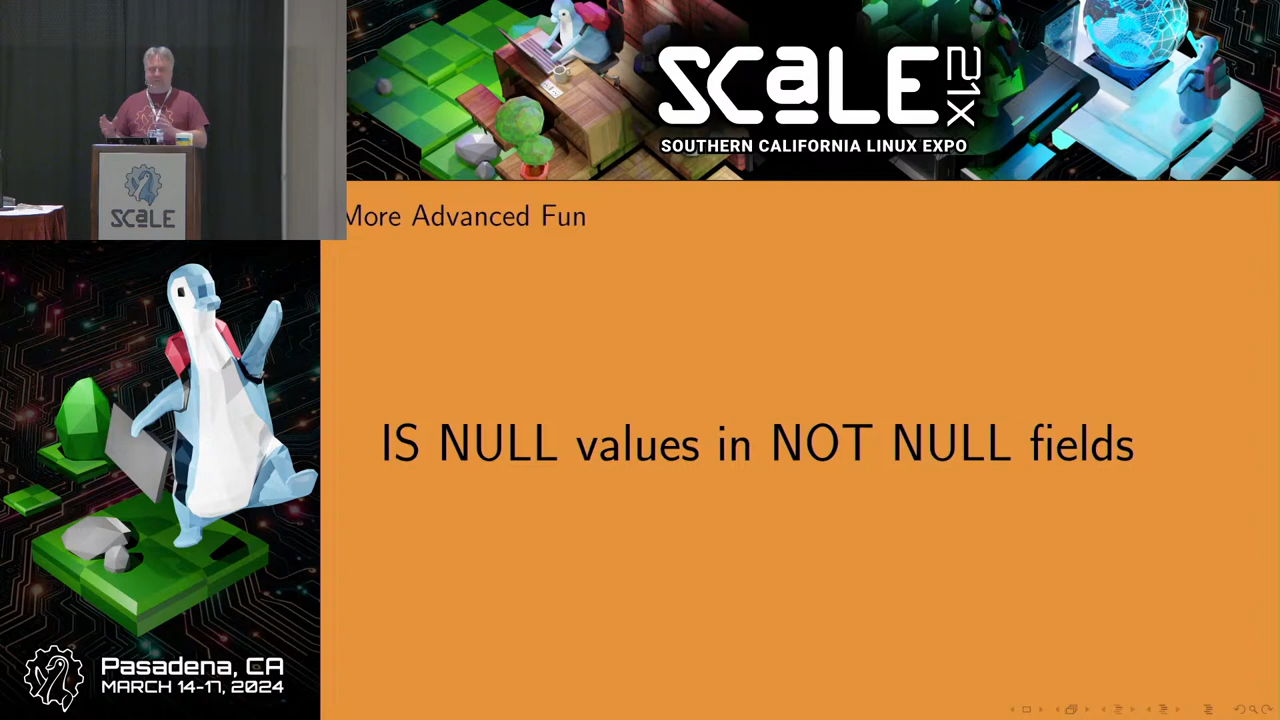 SCaLE 21x
SOUTHERN CALIFORNIA LINUX EXPO
SCaLE
More Advanced Fun
IS NULL values in NOT NULL fields
Pasadena, CA
MARCH 14-17, 2024